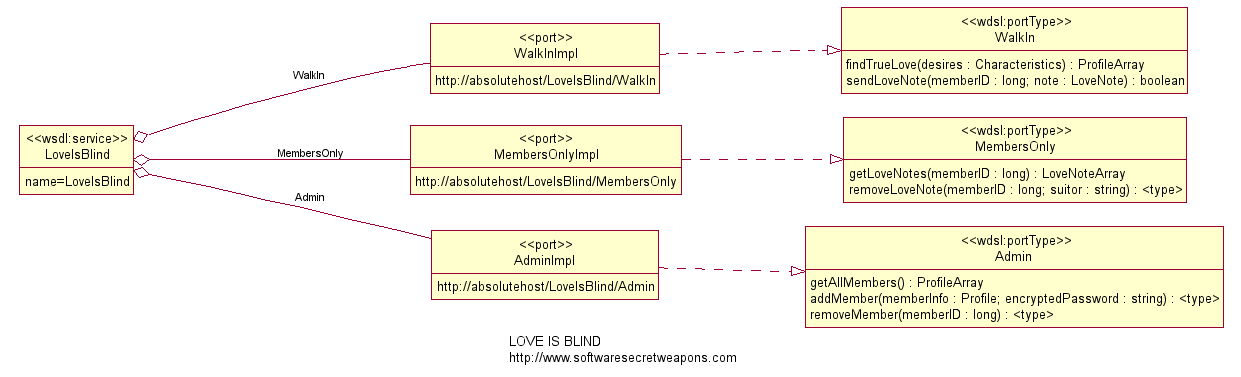 <<wsdl:service>>
LoveIsBlind
name=LoveIsBlind
WalkIn
MembersOnly
Admin
<<port>>
WalkInImpl
http://absolutehost/LoveIsBlind/WalkIn
<<port>>
MembersOnlyImpl
http://absolutehost/LoveIsBlind/MembersOnly
<<port>>
AdminImpl
http://absolutehost/LoveIsBlind/Admin
<<wdsl:portType>>
WalkIn
findTrueLove(desires : Characteristics) : ProfileArray
sendLoveNote(memberID : long; note : LoveNote) : boolean
<<wdsl:portType>>
MembersOnly
getLoveNotes(memberID : long) : LoveNoteArray
removeLoveNote(memberID : long; suitor : string) : <type>
<<wdsl:portType>>
Admin
getAllMembers() : ProfileArray
addMember(memberInfo : Profile; encryptedPassword : string) : <type>
removeMember(memberID : long) : <type>
LOVE IS BLIND
http://www.softwaresecretweapons.com